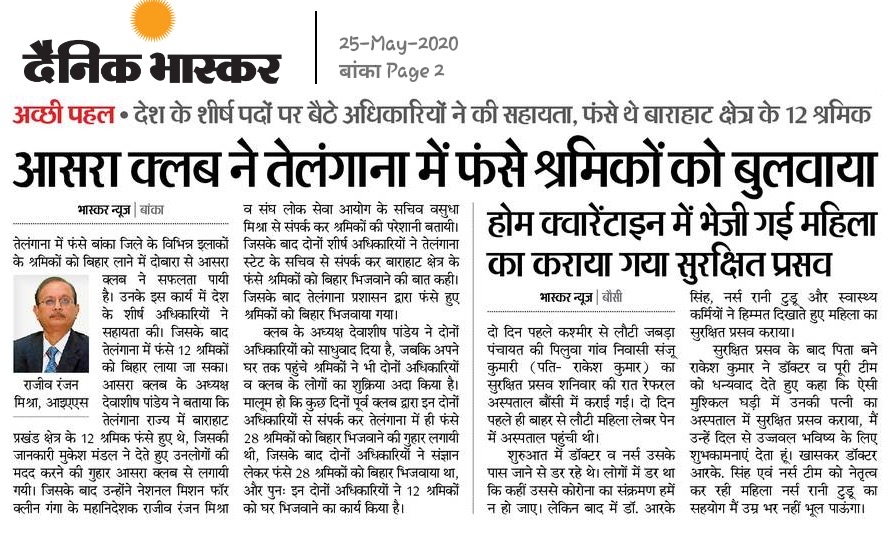 दैनिक भास्कर
25-May-2020
बांका Page 2
अच्छी पहल • देश के शीर्ष पदों पर बैठे अधिकारियों ने की सहायता, फंसे थे बाराहाट क्षेत्र के 12 श्रमिक
आसरा क्लब ने तेलंगाना में फंसे श्रमिकों को बुलवाया
भास्कर न्यूज | बांका
तेलंगाना में फंसे बांका जिले के विभिन्न इलाकों
के श्रमिकों को बिहार लाने में दोबारा से आसरा
क्लब ने सफलता पायी
है। उनके इस कार्य में देश
के शीर्ष अधिकारियों ने
सहायता की। जिसके बाद
तेलंगाना में फंसे 12 श्रमिकों
को बिहार लाया जा सका।
आसरा क्लब के अध्यक्ष
देवाशीष पांडेय ने बताया कि
तेलंगाना राज्य में बाराहाट
राजीव रंजन
मिश्रा, आइएएस
प्रखंड क्षेत्र के 12 श्रमिक फंसे हुए थे, जिसकी
जानकारी मुकेश मंडल ने देते हुए उनलोगों की
मदद करने की गुहार आसरा क्लब से लगायी
गयी। जिसके बाद उन्होंने नेशनल मिशन फॉर
क्लीन गंगा के महानिदेशक राजीव रंजन मिश्रा
व संघ लोक सेवा आयोग के सचिव वसुधा
मिश्रा से संपर्क कर श्रमिकों की परेशानी बतायी।
जिसके बाद दोनों शीर्ष अधिकारियों ने तेलंगाना
स्टेट के सचिव से संपर्क कर बाराहाट क्षेत्र के
फंसे श्रमिकों को बिहार भिजवाने की बात कही।
जिसके बाद तेलंगाना प्रशासन द्वारा फंसे हुए
श्रमिकों को बिहार भिजवाया गया।
क्लब के अध्यक्ष देवाशीष पांडेय ने दोनों
अधिकारियों को साधुवाद दिया है, जबकि अपने
घर तक पहुंचे श्रमिकों ने भी दोनों अधिकारियों
व क्लब के लोगों का शुक्रिया अदा किया है।
मालूम हो कि कुछ दिनों पूर्व क्लब द्वारा इन दोनों
अधिकारियों से संपर्क कर तेलंगाना में ही फंसे
28 श्रमिकों को बिहार भिजवाने की गुहार लगायी
थी, जिसके बाद दोनों अधिकारियों ने संज्ञान
लेकर फंसे 28 श्रमिकों को बिहार भिजवाया था,
और पुनः इन दोनों अधिकारियों ने 12 श्रमिकों
को घर भिजवाने का कार्य किया है।
होम क्वारेंटाइन में भेजी गई महिला
का कराया गया सुरक्षित प्रसव
भास्कर न्यूज | बौंसी
दो दिन पहले कश्मीर से लौटी जबड़ा
पंचायत की पिलुवा गांव निवासी संजू
कुमारी (पति- राकेश कुमार) का
सुरक्षित प्रसव शनिवार की रात रेफरल
अस्पताल बौंसी में कराई गई। दो दिन
पहले ही बाहर से लौटी महिला लेबर पेन
में अस्पताल पहुंची थी।
शुरुआत में डॉक्टर व नर्स उसके
पास जाने से डर रहे थे। लोगों में डर था
कि कहीं उससे कोरोना का संक्रमण हमें
न हो जाए। लेकिन बाद में डॉ. आरके
सिंह, नर्स रानी टुडू और स्वास्थ्य
कर्मियों ने हिम्मत दिखाते हुए महिला का
सुरक्षित प्रसव कराया।
सुरक्षित प्रसव के बाद पिता बने
राकेश कुमार ने डॉक्टर व पूरी टीम
को धन्यवाद देते हुए कहा कि ऐसी
मुश्किल घड़ी में उनकी पत्नी का
अस्पताल में सुरक्षित प्रसव कराया, मैं
उन्हें दिल से उज्जवल भविष्य के लिए
शुभकामनाएं देता हूं। खासकर डॉक्टर
आरके. सिंह एवं नर्स टीम को नेतृत्व
कर रही महिला नर्स रानी टुडू का
सहयोग मैं उम्र भर नहीं भूल पाऊंगा।